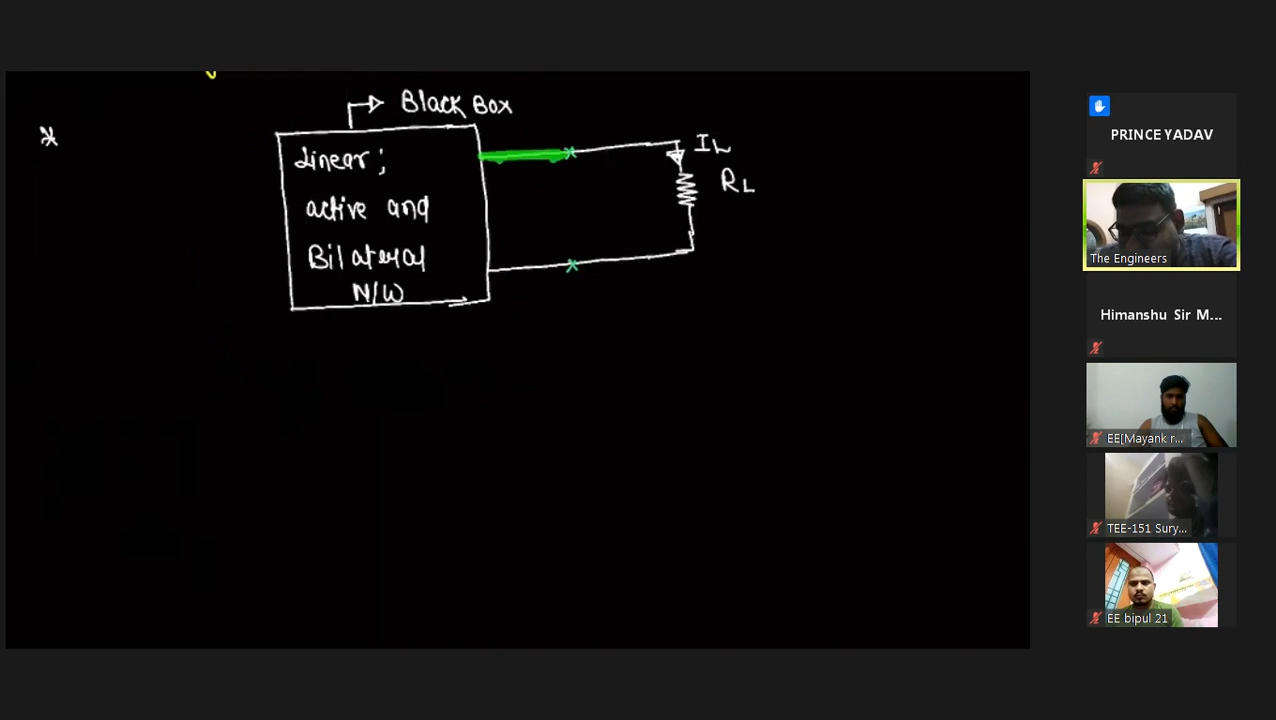 Black Box
*
Linear;
active and
Bilateral
N/W
IL
RL
PRINCE YADAV
The Engineers
Himanshu Sir M...
EE[Mayank r...
TEE-151 Sury...
EE bipul 21